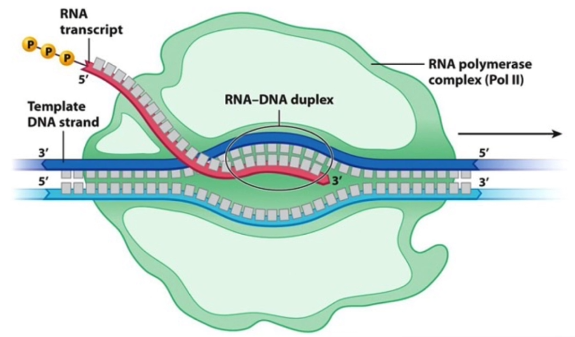 RNA
transcript
P P P
5′
RNA polymerase
complex (Pol II)
RNA–DNA duplex
Template
DNA strand
3′
5′
3′
5′
3′